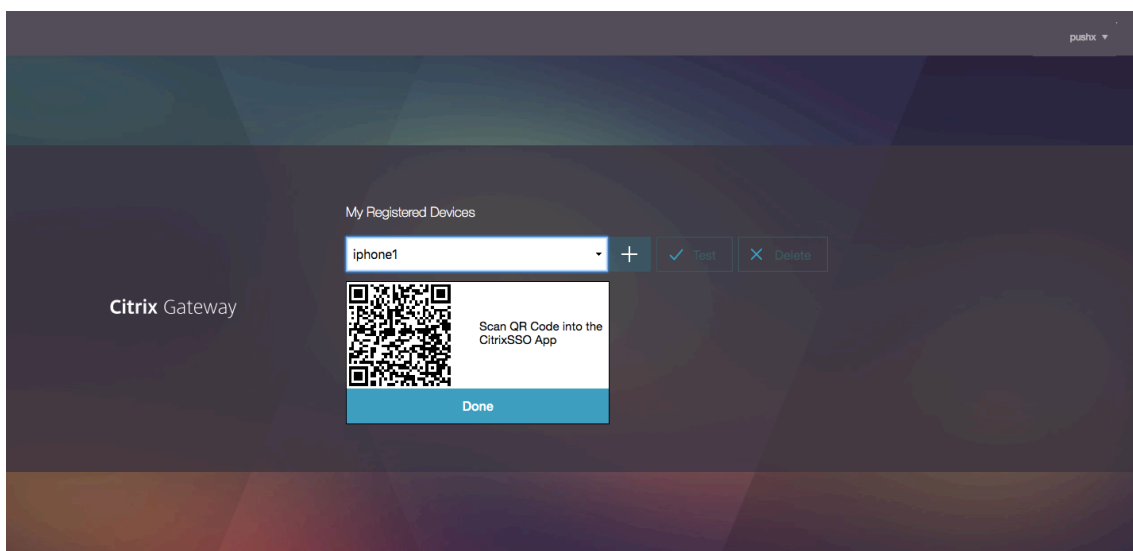 pushx
My Registered Devices
iphone1
+
Test
Delete
Citrix Gateway
Scan QR Code into the
CitrixSSO App
Done